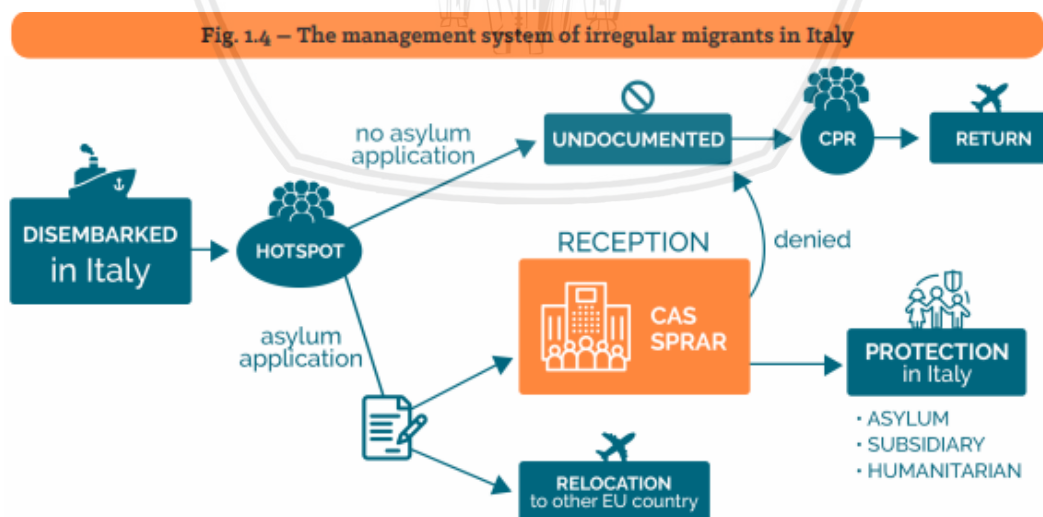 Fig. 1.4 – The management system of irregular migrants in Italy
DISEMBARKED
in Italy
HOTSPOT
no asylum
application
UNDOCUMENTED
CPR
RETURN
RECEPTION
CAS
SPRAR
denied
asylum
application
PROTECTION
in Italy
· ASYLUM
· SUBSIDIARY
· HUMANITARIAN
RELOCATION
to other EU country